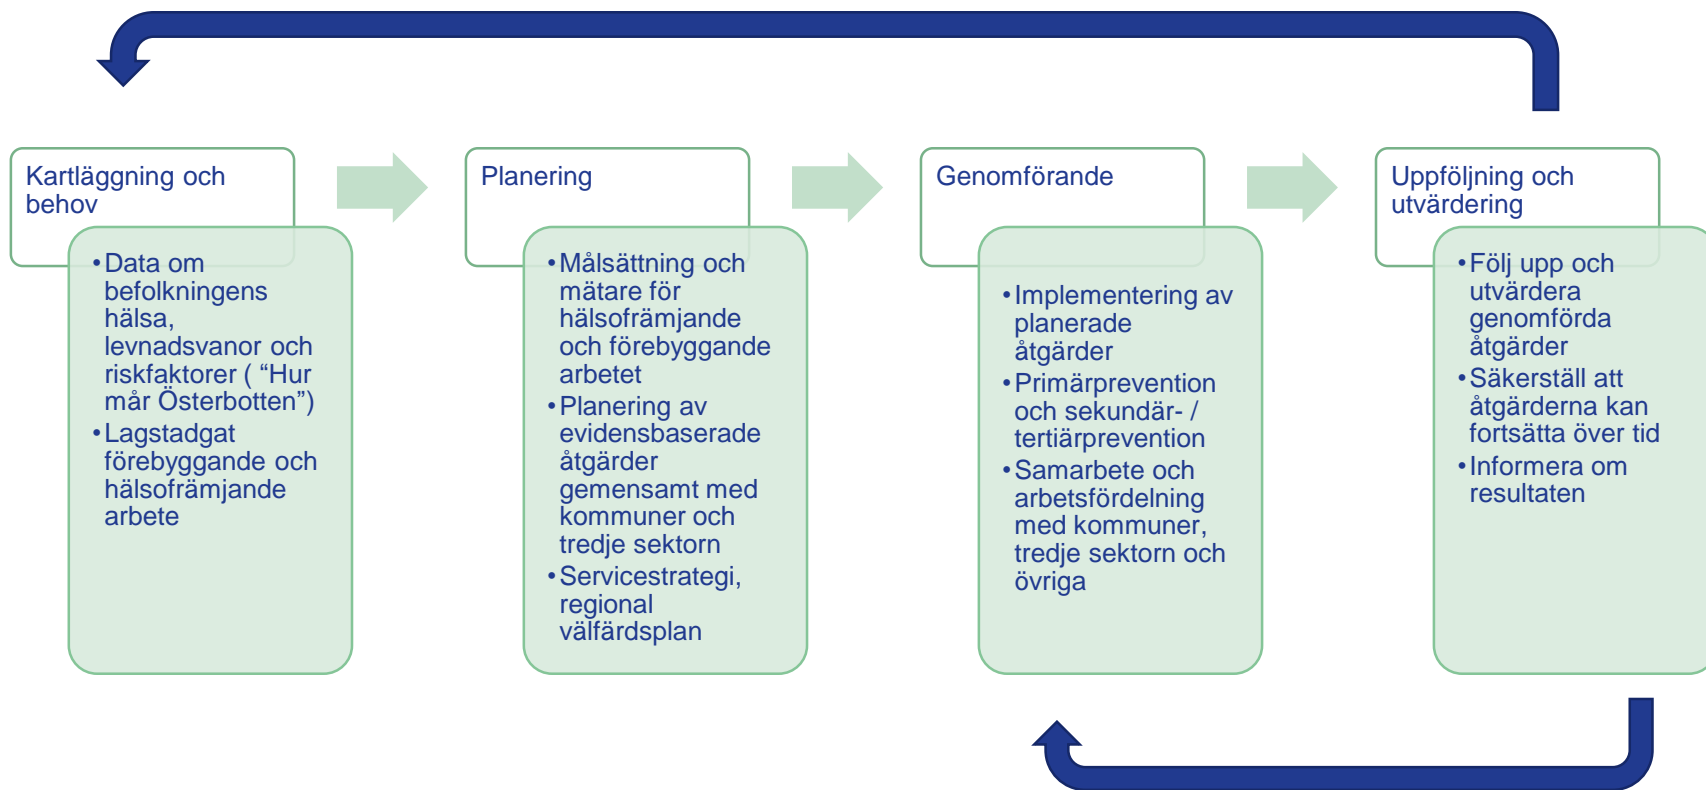 Kartläggning och
behov
•Data om
befolkningens
hälsa,
levnadsvanor och
riskfaktorer ( “Hur
mår Österbotten”)
•Lagstadgat
förebyggande och
hälsofrämjande
arbete
Planering
•Målsättning och
mätare för
hälsofrämjande
och förebyggande
arbetet
•Planering av
evidensbaserade
åtgärder
gemensamt med
kommuner och
tredje sektorn
•Servicestrategi,
regional
välfärdsplan
Genomförande
•Implementering av
planerade
åtgärder
•Primärprevention
och sekundär- /
tertiärprevention
•Samarbete och
arbetsfördelning
med kommuner,
tredje sektorn och
övriga
Uppföljning och
utvärdering
•Följ upp och
utvärdera
genomförda
åtgärder
•Säkerställ att
åtgärderna kan
fortsätta över tid
•Informera om
resultaten